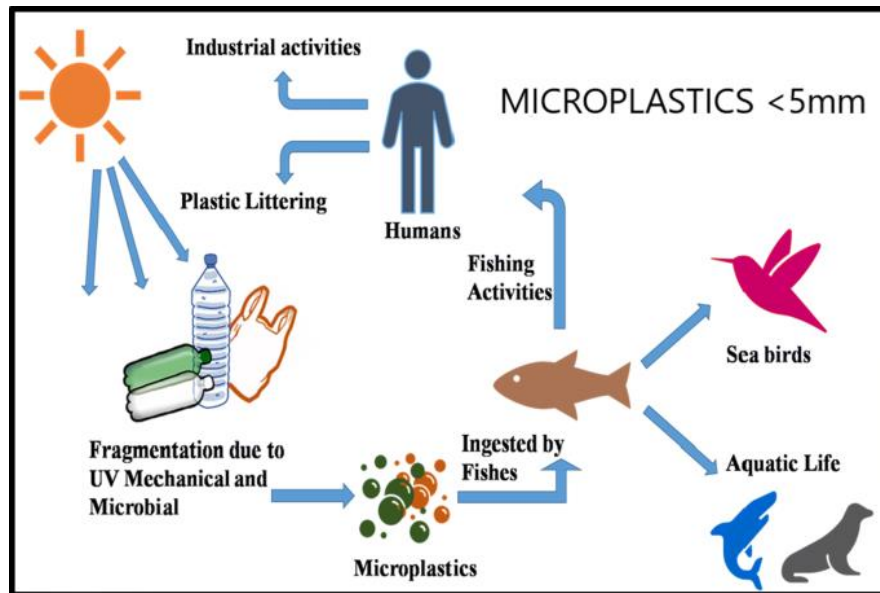 Industrial activities
MICROPLASTICS <5mm
Plastic Littering
Humans
Fishing
Activities
Sea birds
Fragmentation due to
UV Mechanical and
Microbial
Ingested by
Fishes
Aquatic Life
Microplastics